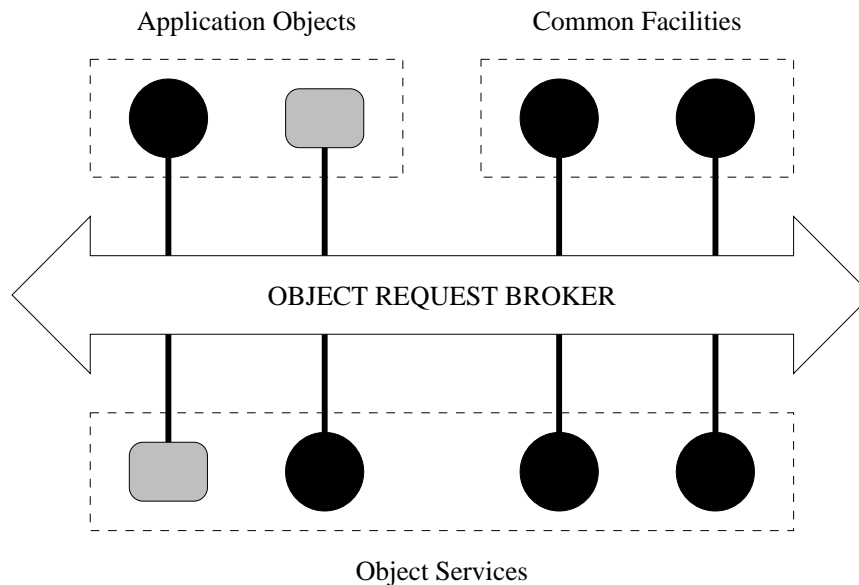 Application Objects
Common Facilities
OBJECT REQUEST BROKER
Object Services